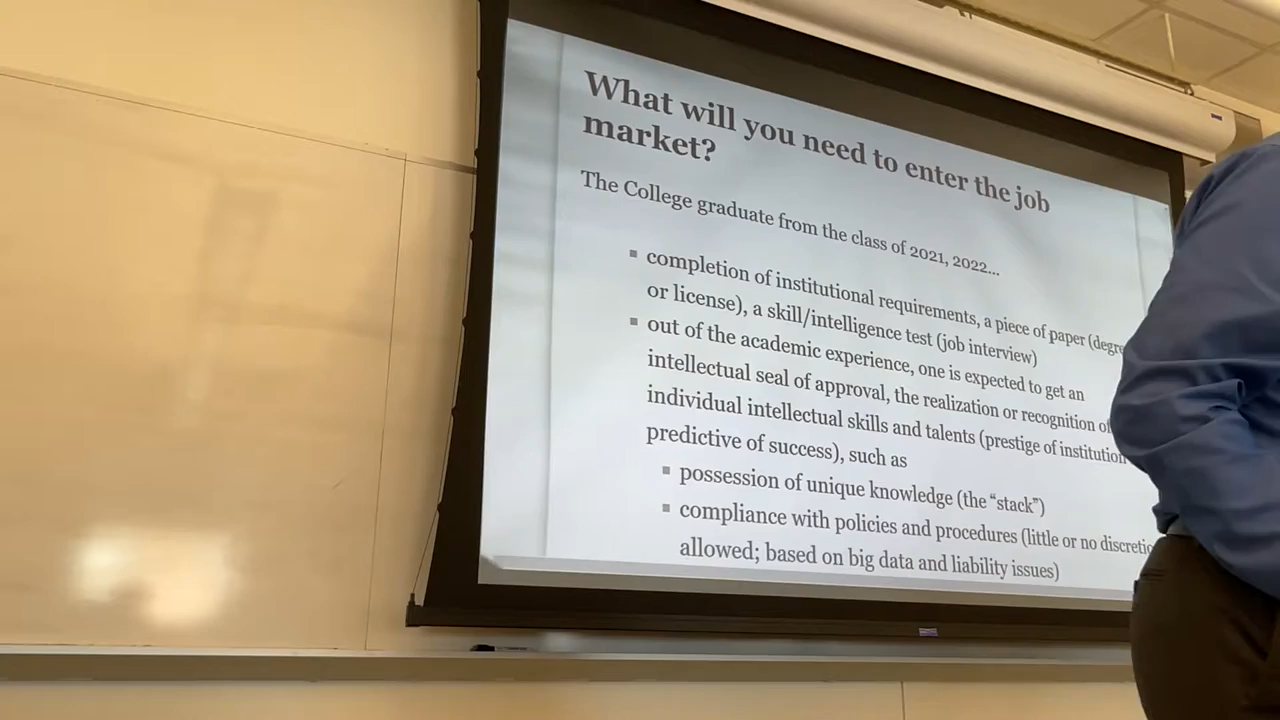 What will you need to enter the job
market?
The College graduate from the class of 2021, 2022...
▪ completion of institutional requirements, a piece of paper (degre
or license), a skill/intelligence test (job interview)
▪ out of the academic experience, one is expected to get an
intellectual seal of approval, the realization or recognition of
individual intellectual skills and talents (prestige of institution
predictive of success), such as
▪ possession of unique knowledge (the “stack”)
▪ compliance with policies and procedures (little or no discretio
allowed; based on big data and liability issues)